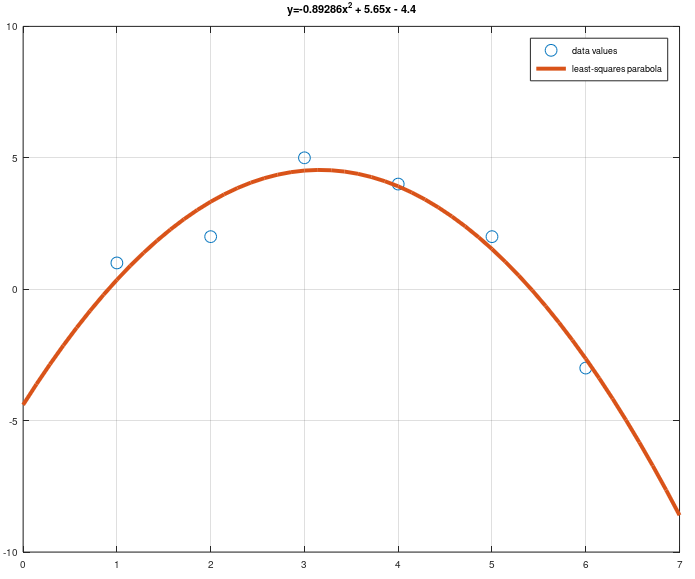 y=-0.89286x² + 5.65x - 4.4
data values
least-squares parabola
10
5
0
-5
-10
0 1 2 3 4 5 6 7